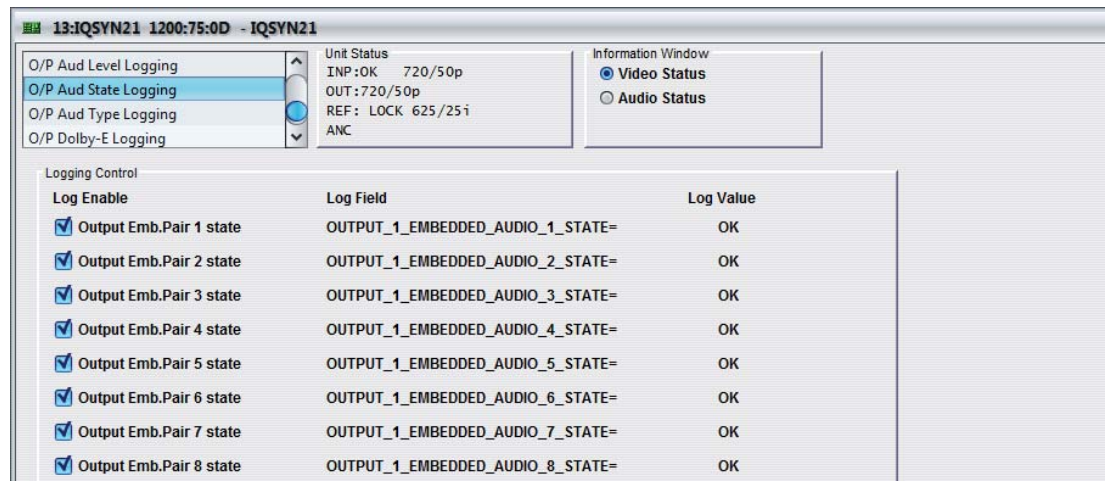 13:IQSYN21 1200:75:0D - IQSYN21
O/P Aud Level Logging
O/P Aud State Logging
O/P Aud Type Logging
O/P Dolby-E Logging
Unit Status
INP:OK 720/50p
OUT:720/50p
REF: LOCK 625/25i
ANC
Information Window
Video Status
Audio Status
Logging Control
Log Enable Log Field Log Value
Output Emb.Pair 1 state OUTPUT_1_EMBEDDED_AUDIO_1_STATE= OK
Output Emb.Pair 2 state OUTPUT_1_EMBEDDED_AUDIO_2_STATE= OK
Output Emb.Pair 3 state OUTPUT_1_EMBEDDED_AUDIO_3_STATE= OK
Output Emb.Pair 4 state OUTPUT_1_EMBEDDED_AUDIO_4_STATE= OK
Output Emb.Pair 5 state OUTPUT_1_EMBEDDED_AUDIO_5_STATE= OK
Output Emb.Pair 6 state OUTPUT_1_EMBEDDED_AUDIO_6_STATE= OK
Output Emb.Pair 7 state OUTPUT_1_EMBEDDED_AUDIO_7_STATE= OK
Output Emb.Pair 8 state OUTPUT_1_EMBEDDED_AUDIO_8_STATE= OK